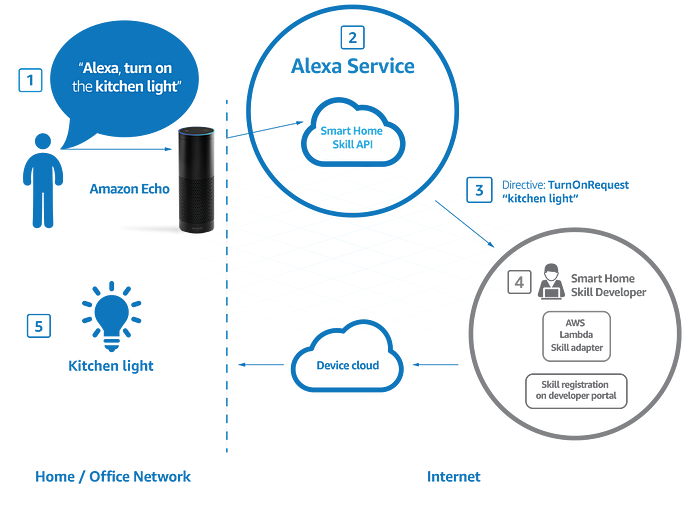 1
“Alexa, turn on
the kitchen light”
Amazon Echo
2
Alexa Service
Smart Home
Skill API
3
Directive: TurnOnRequest
“kitchen light”
4
Smart Home
Skill Developer
AWS
Lambda
Skill adapter
Skill registration
on developer portal
Device cloud
5
Kitchen light
Home / Office Network
Internet